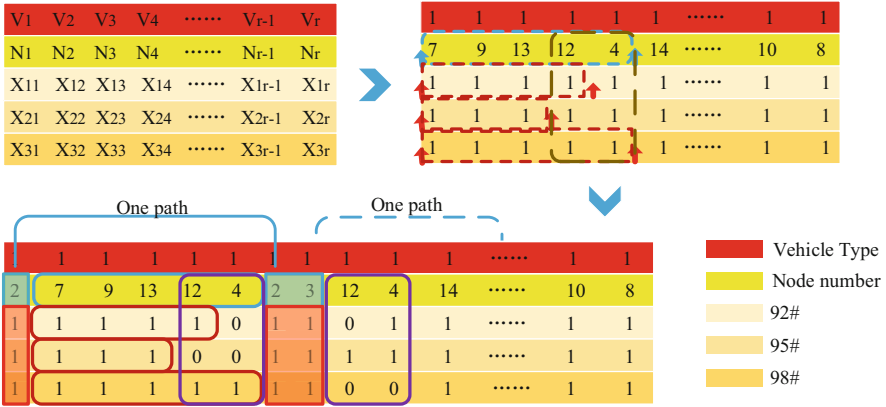 V1 V2 V3 V4 ······ Vr-1 Vr
N1 N2 N3 N4 ······ Nr-1 Nr
X11 X12 X13 X14 ······ X1r-1 X1r
X21 X22 X23 X24 ······ X2r-1 X2r
X31 X32 X33 X34 ······ X3r-1 X3r
1 1 1 1 1 1 ······ 1 1
7 9 13 12 4 14 ······ 10 8
1 1 1 1 1 1 ······ 1 1
1 1 1 1 1 1 ······ 1 1
1 1 1 1 1 1 ······ 1 1
One path One path
1 1 1 1 1 1 1 1 1 1 1 ······ 1 1
2 7 9 13 12 4 2 3 12 4 14 ······ 10 8
1 1 1 1 1 0 1 1 0 1 1 ······ 1 1
1 1 1 1 0 0 1 1 1 1 1 ······ 1 1
1 1 1 1 1 1 1 1 0 0 1 ······ 1 1
Vehicle Type
Node number
92#
95#
98#